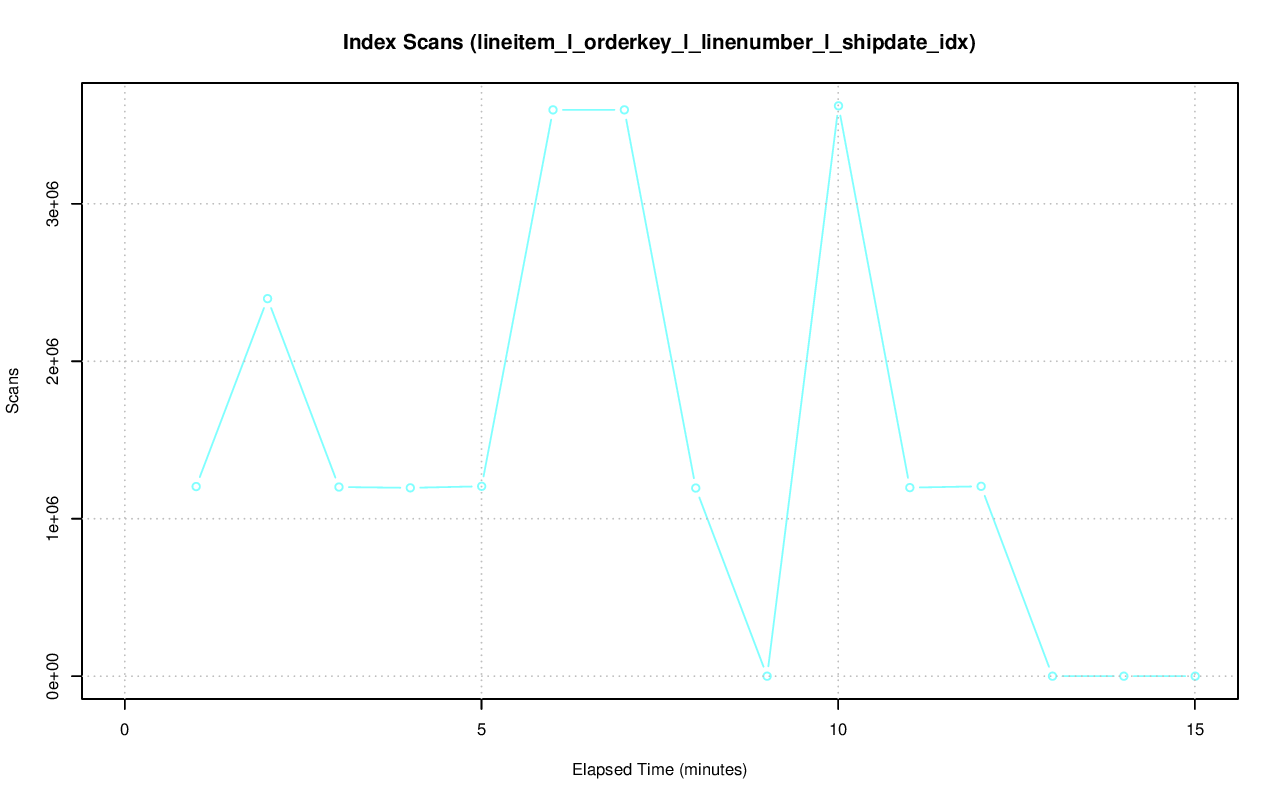 Index Scans (lineitem_l_orderkey_l_linenumber_l_shipdate_idx)
Scans
3e+06
2e+06
1e+06
0e+00
0 5 10 15
Elapsed Time (minutes)